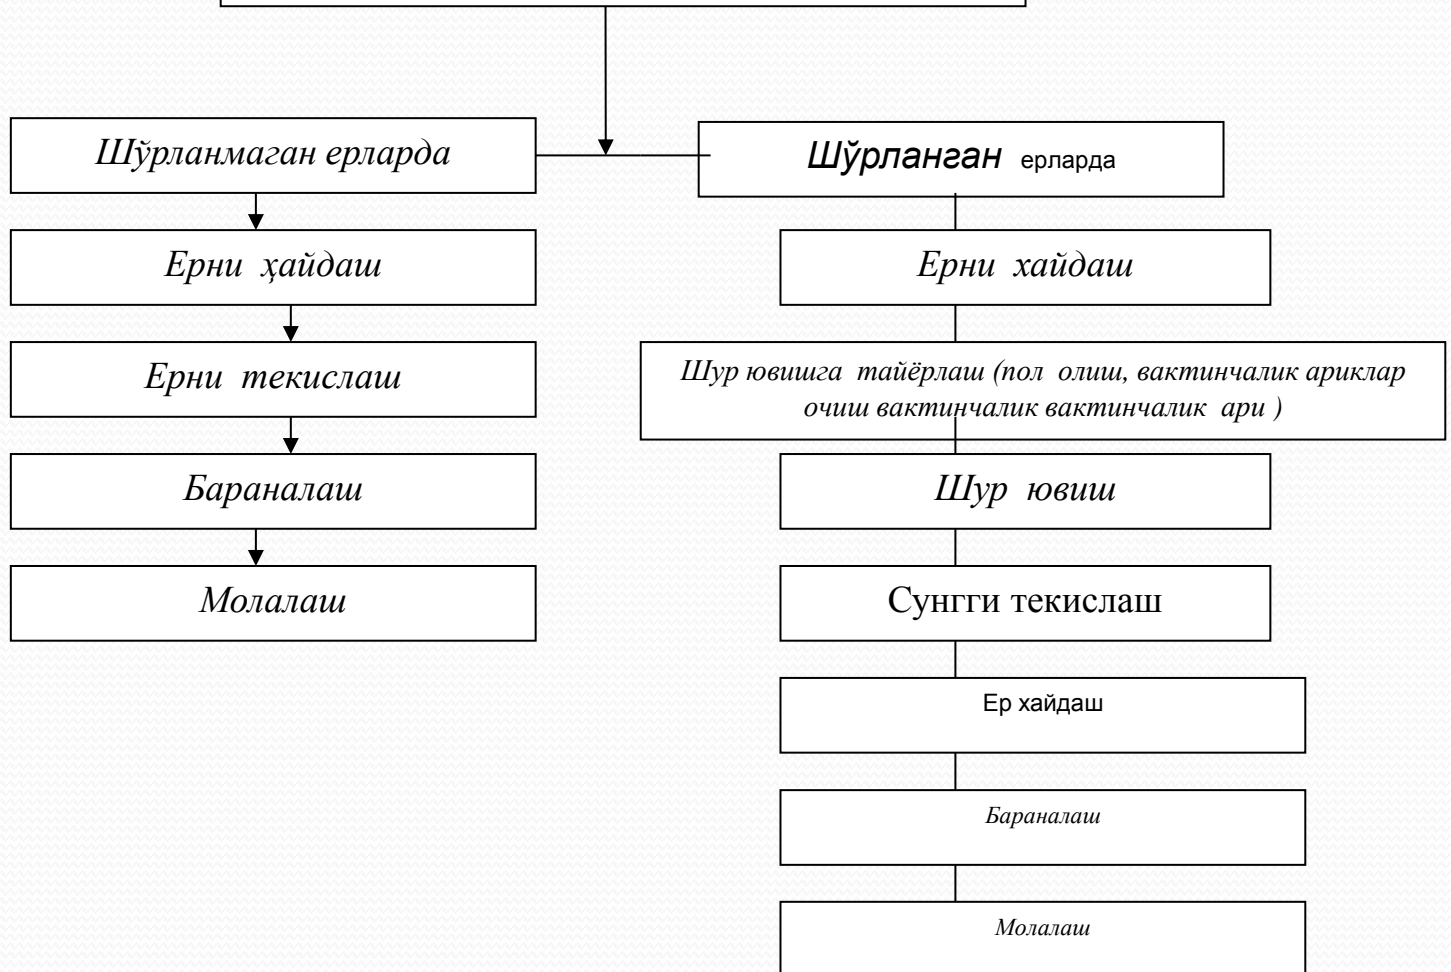 Шўрланмаган ерларда
Шўрланган ерларда
Ерни ҳайдаш
Ерни хайдаш
Ерни текислаш
Шур ювишга тайёрлаш (пол олиш, вактинчалик ариклар
очиш вактинчалик вактинчалик ари )
Бараналаш
Шур ювиш
Молалаш
Сунгги текислаш
Ер хайдаш
Бараналаш
Молалаш